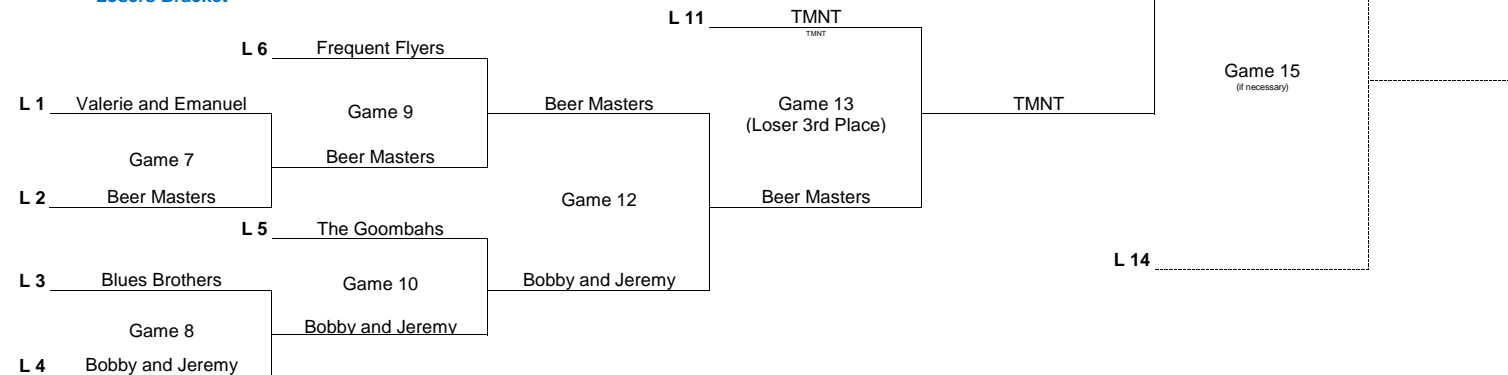 Losers Bracket
L 11 TMNT
TMNT
L 6 Frequent Flyers
Game 15
(if necessary)
L 1 Valerie and Emanuel
Game 9
Beer Masters
Game 13
(Loser 3rd Place)
TMNT
Game 7
Beer Masters
L 2 Beer Masters
Game 12
Beer Masters
L 5 The Goombahs
L 14
L 3 Blues Brothers
Game 10
Bobby and Jeremy
Game 8
Bobby and Jeremy
L 4 Bobby and Jeremy